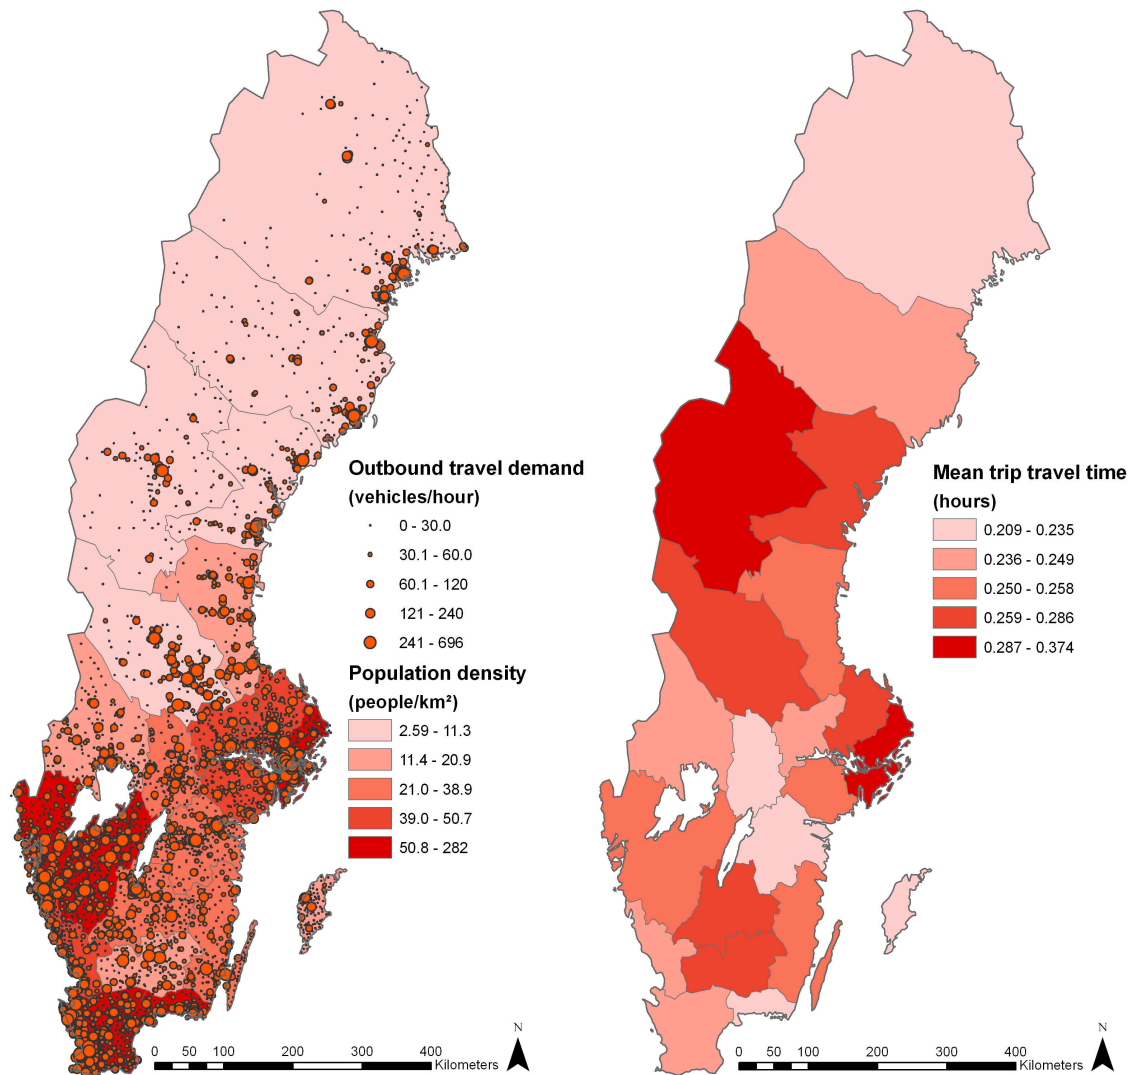 Outbound travel demand
(vehicles/hour)
0 - 30.0
30.1 - 60.0
60.1 - 120
121 - 240
241 - 696
Population density
(people/km²)
2.59 - 11.3
11.4 - 20.9
21.0 - 38.9
39.0 - 50.7
50.8 - 282
N
0 50 100 200 300 400
Kilometers
Mean trip travel time
(hours)
0.209 - 0.235
0.236 - 0.249
0.250 - 0.258
0.259 - 0.286
0.287 - 0.374
N
0 50 100 200 300 400
Kilometers